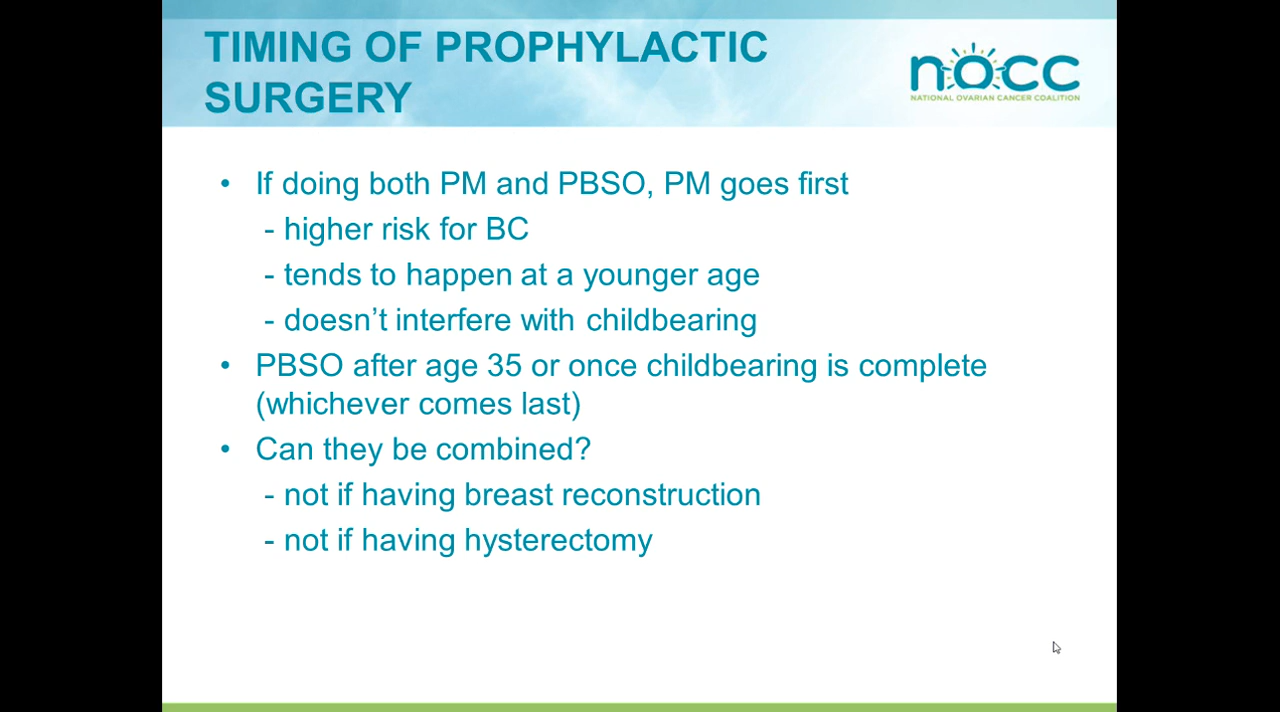 TIMING OF PROPHYLACTIC
SURGERY
nocc
NATIONAL OVARIAN CANCER COALITION
• If doing both PM and PBSO, PM goes first
- higher risk for BC
- tends to happen at a younger age
- doesn’t interfere with childbearing
• PBSO after age 35 or once childbearing is complete
(whichever comes last)
• Can they be combined?
- not if having breast reconstruction
- not if having hysterectomy